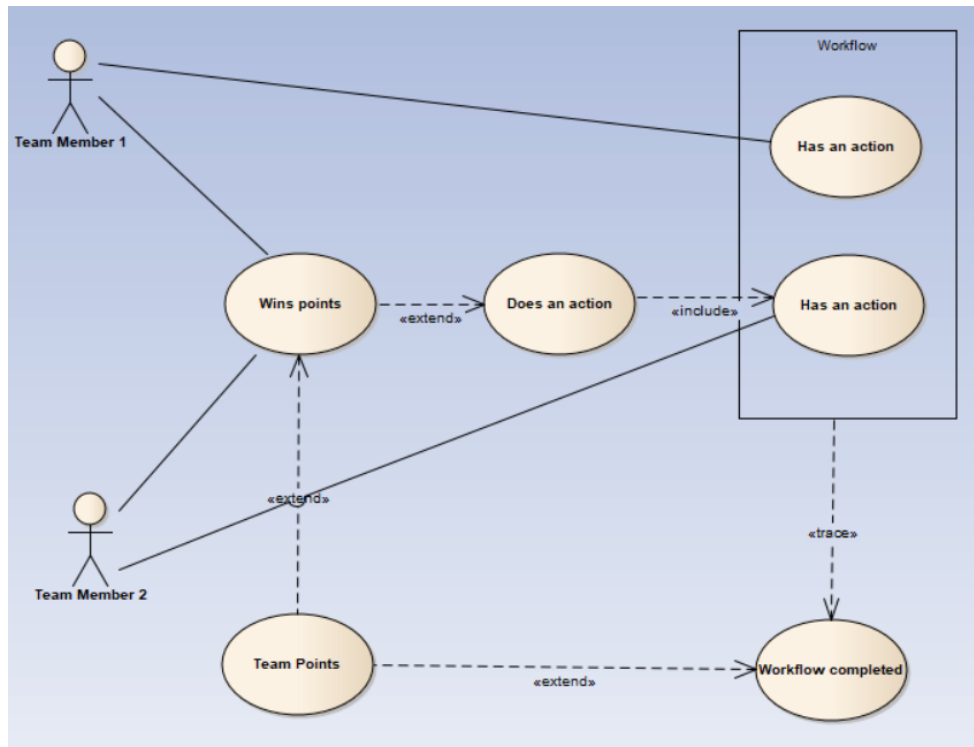 Workflow
Team Member 1
Has an action
Wins points
«extend»
Does an action
«include»
Has an action
«extend»
«trace»
Team Member 2
Team Points
«extend»
Workflow completed